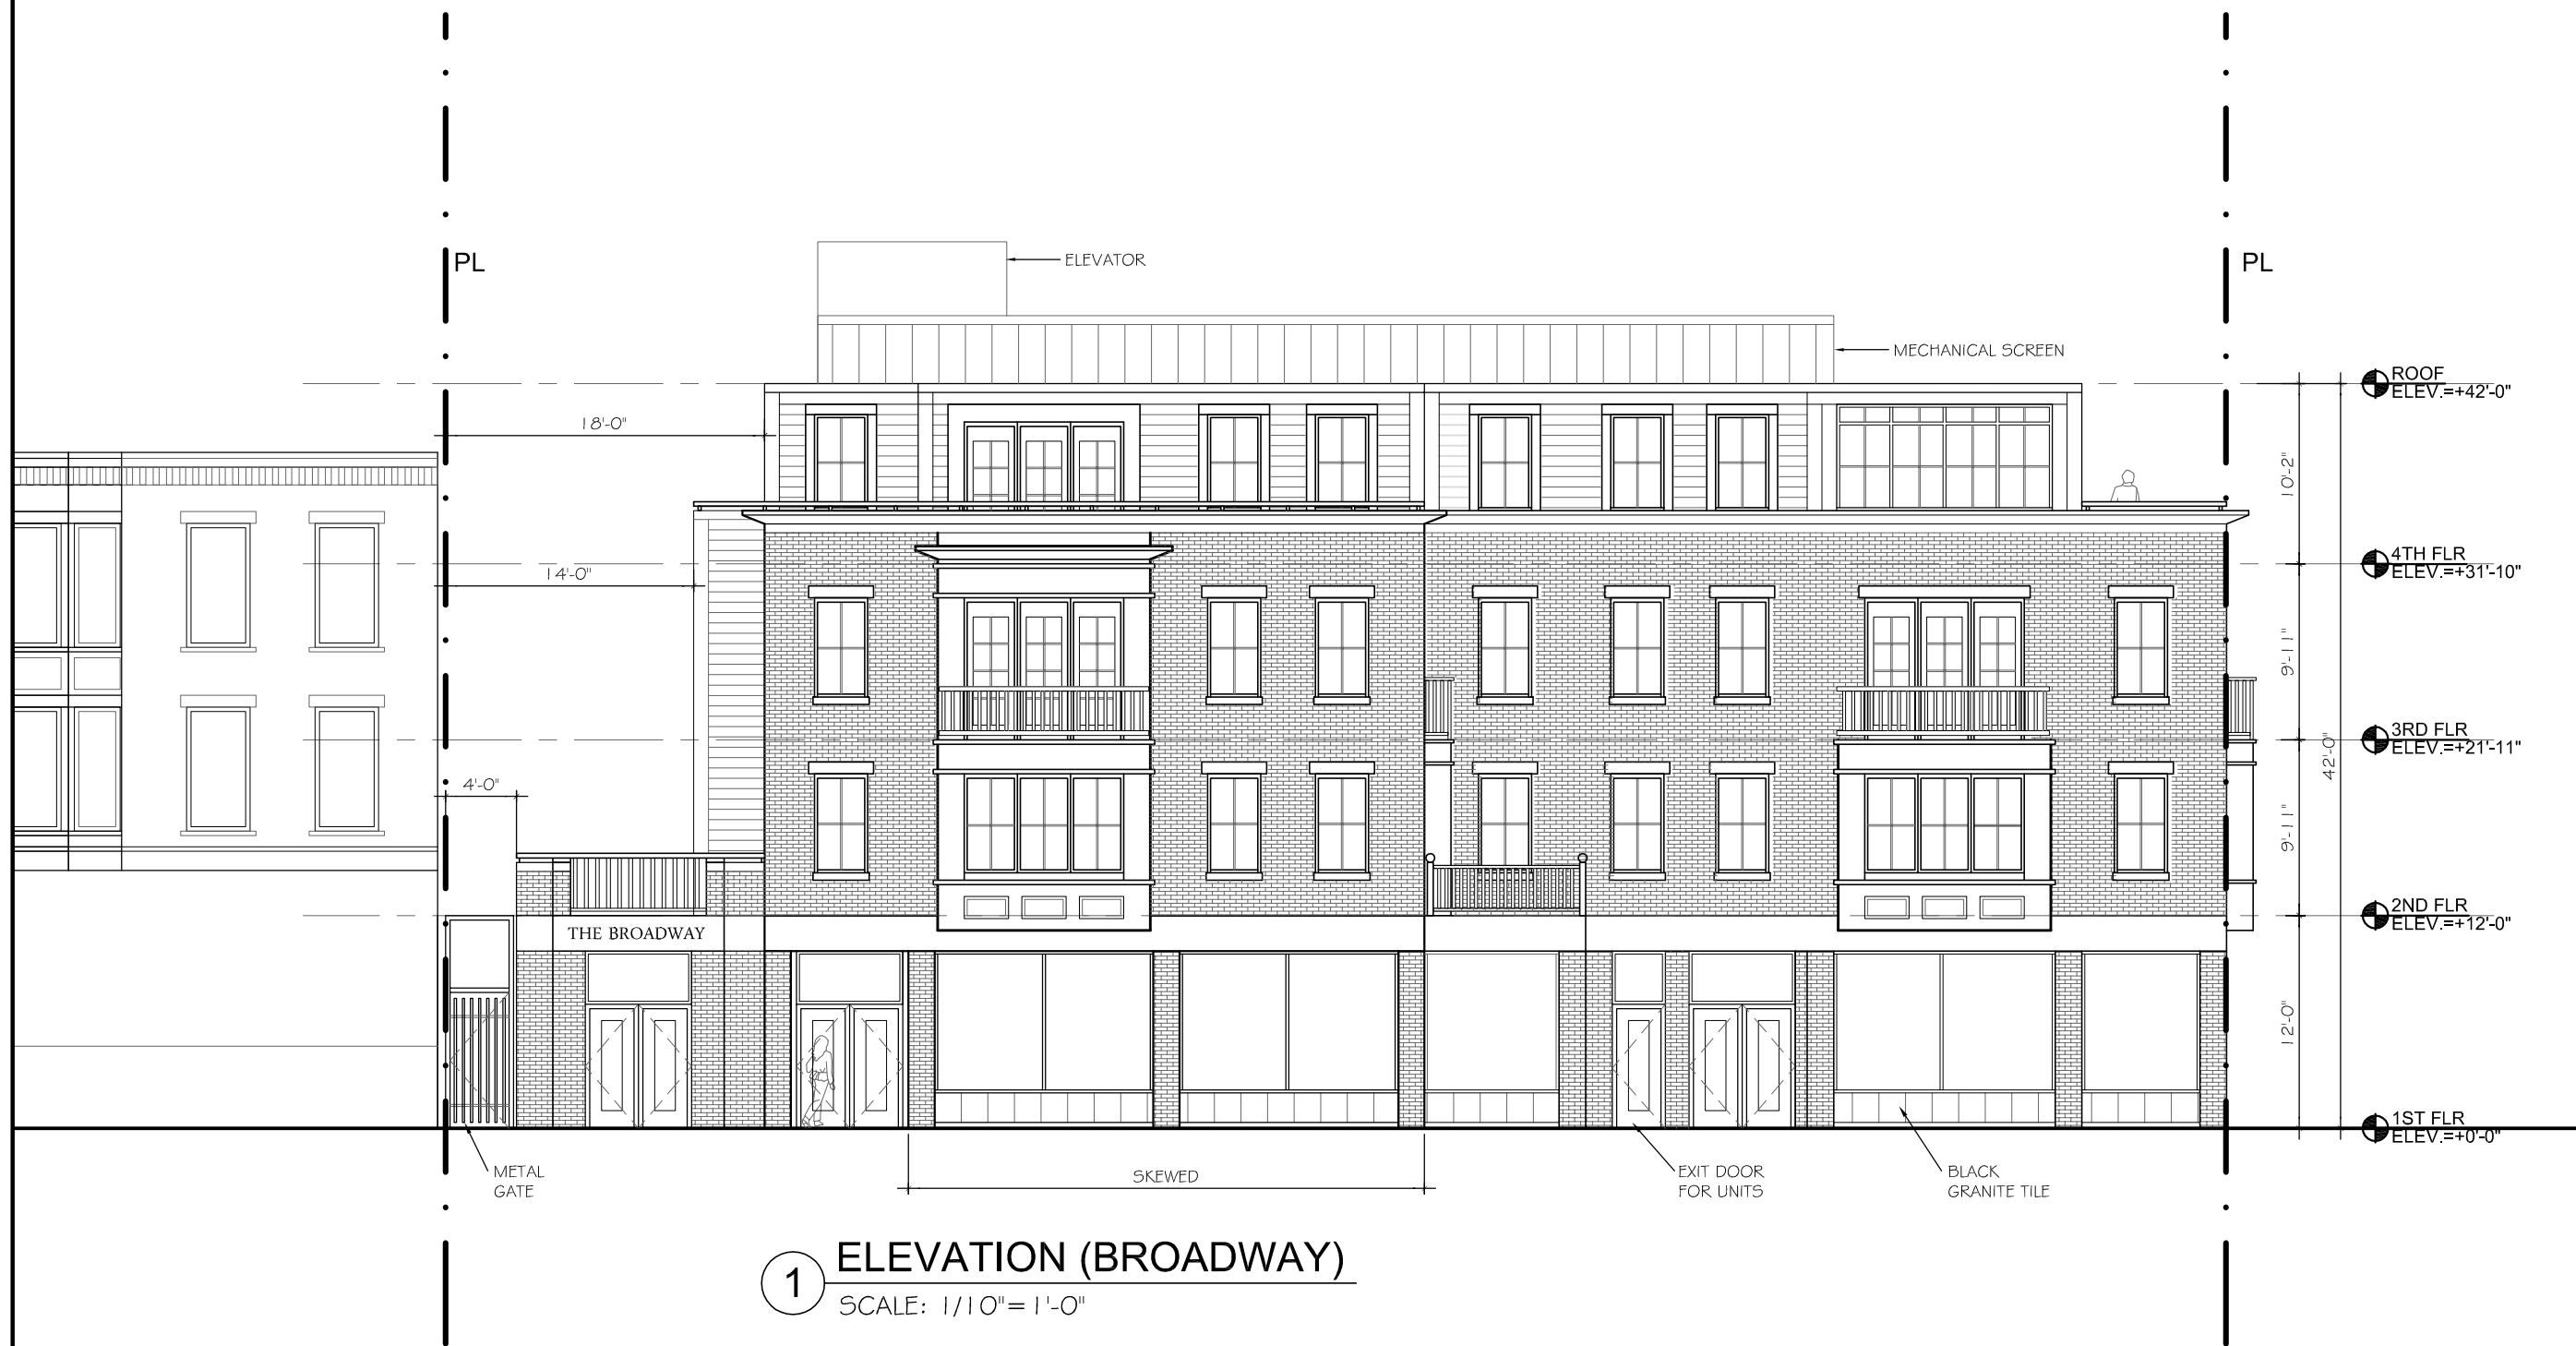 PL
PL
ELEVATOR
MECHANICAL SCREEN
ROOF
ELEV.=+42'-0"
18'-0"
10'-2"
4TH FLR
ELEV.=+31'-10"
14'-0"
9'-11"
3RD FLR
ELEV.=+21'-11"
42'-0"
4'-0"
9'-11"
2ND FLR
ELEV.=+12'-0"
THE BROADWAY
12'-0"
1ST FLR
ELEV.=+0'-0"
METAL
GATE
SKEWED
EXIT DOOR
FOR UNITS
BLACK
GRANITE TILE
1
ELEVATION (BROADWAY)
SCALE: 1/10"=1'-0"